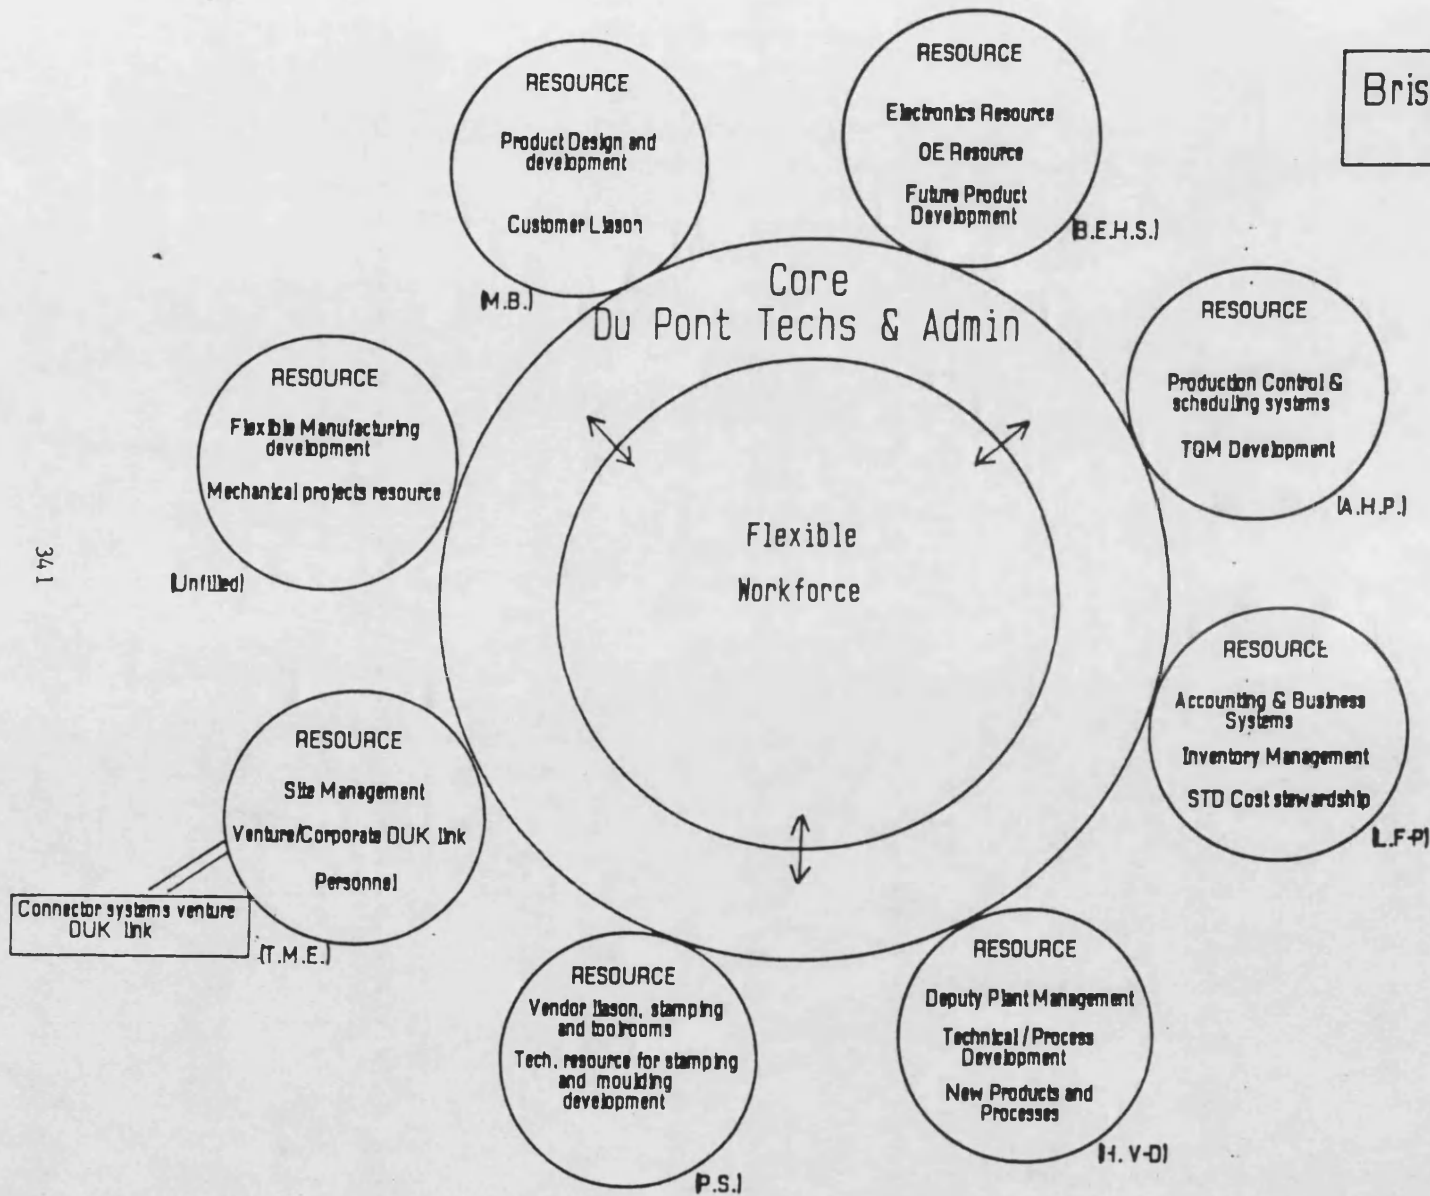 RESOURCE
Electronics Resource
OE Resource
Future Product
Development
(B.E.H.S.)
Bris
RESOURCE
Product Design and
development
Customer Liason
(M.B.)
Core
Du Pont Techs & Admin
RESOURCE
Production Control &
scheduling systems
TQM Development
(A.H.P.)
RESOURCE
Flexible Manufacturing
development
Mechanical projects resource
(Unfilled)
Flexible
Workforce
341
RESOURCE
Accounting & Business
Systems
Inventory Management
STD Cost stewardship
(L.F-P)
RESOURCE
Site Management
Venture/Corporate DUK link
Personnel
(T.M.E.)
Connector systems venture
DUK link
RESOURCE
Vendor liason, stamping
and toolrooms
Tech. resource for stamping
and moulding
development
(P.S.)
RESOURCE
Deputy Plant Management
Technical / Process
Development
New Products and
Processes
(H. V-D)